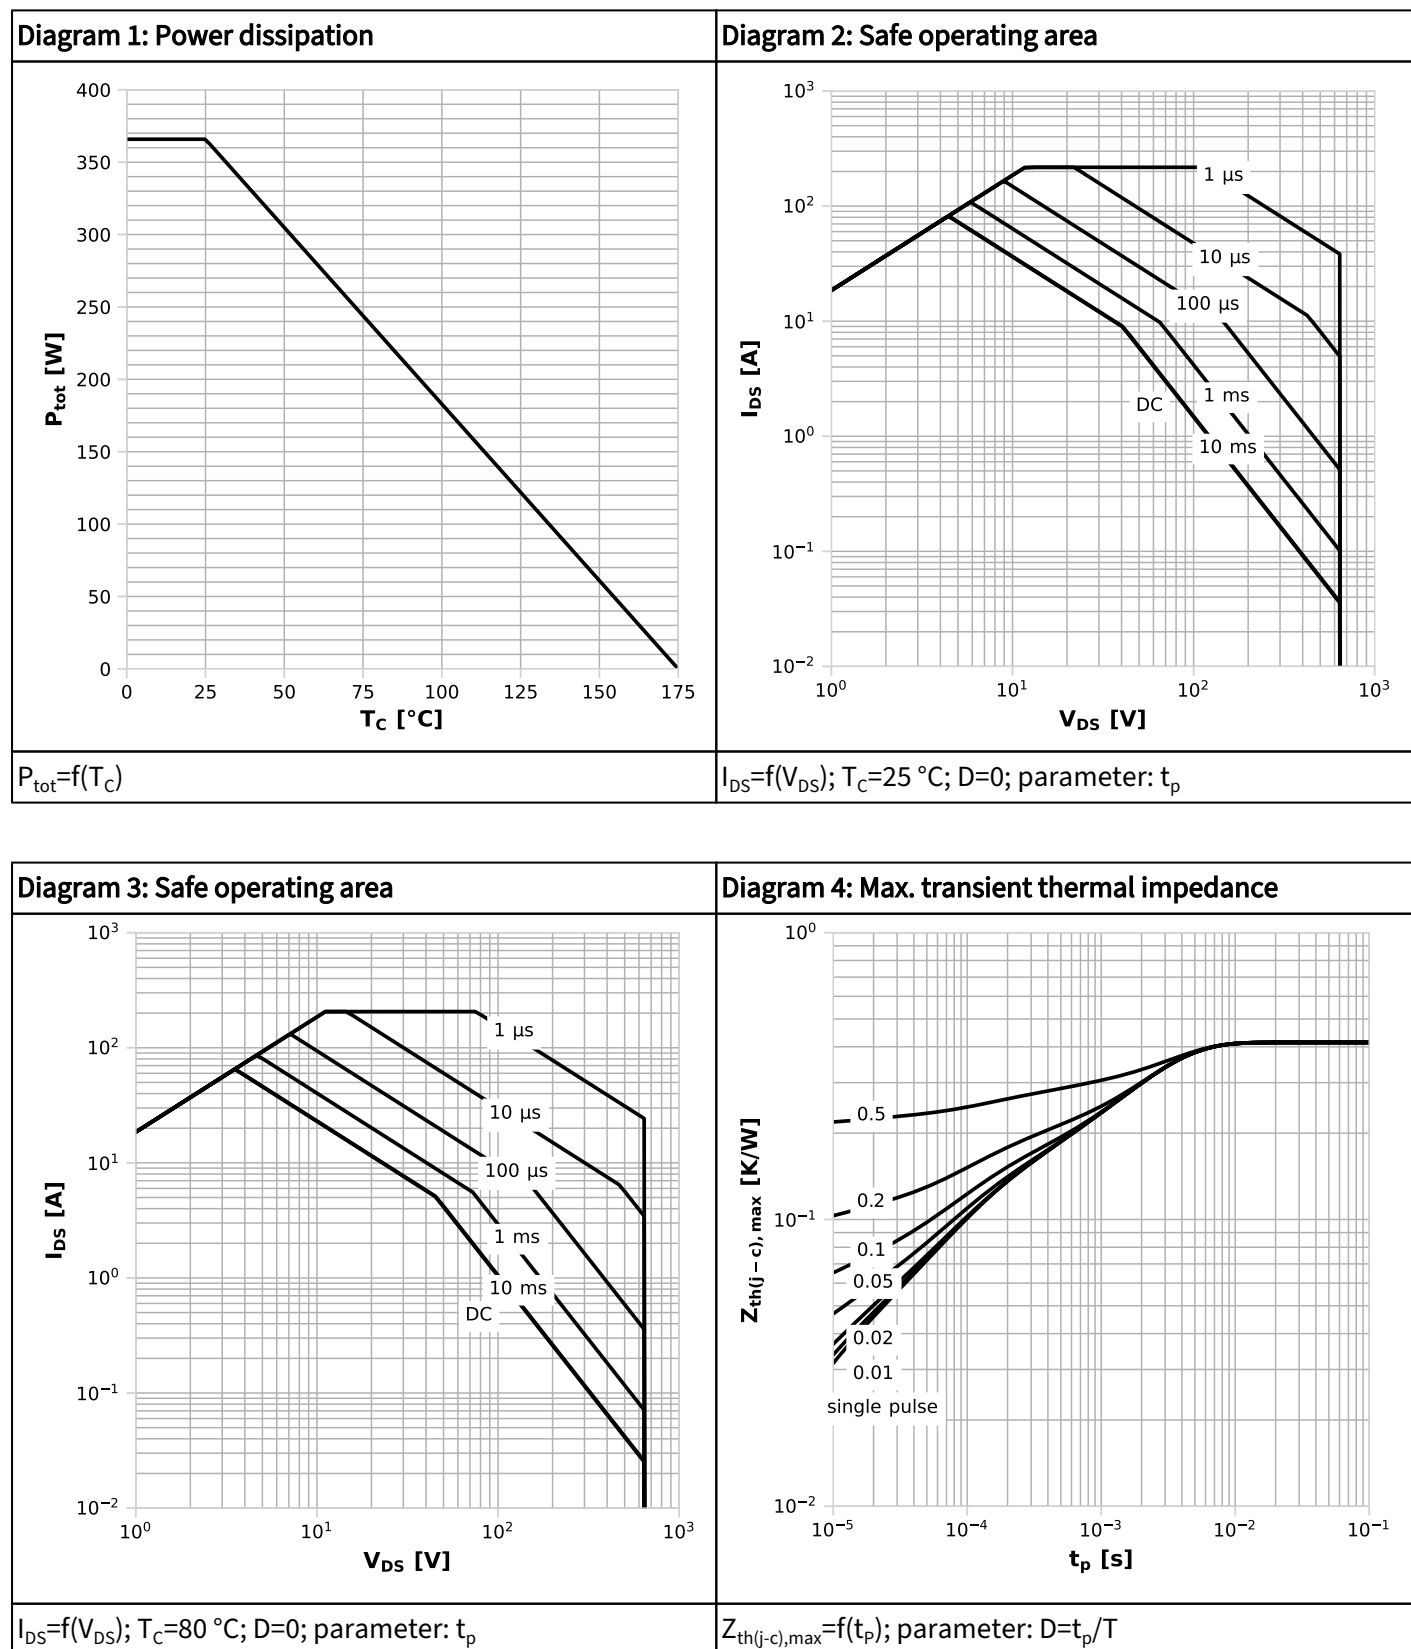 Diagram 1: Power dissipation
Diagram 2: Safe operating area
400
350
300
250
200
150
100
50
0
0 25 50 75 100 125 150 175
Ptot [W]
TC [°C]
10³
10²
10¹
10⁰
10⁻¹
10⁻²
10⁰ 10¹ 10² 10³
IDS [A]
VDS [V]
1 µs
10 µs
100 µs
1 ms
DC
10 ms
Ptot=f(TC)
IDS=f(VDS); TC=25 °C; D=0; parameter: tp
Diagram 3: Safe operating area
Diagram 4: Max. transient thermal impedance
10³
10²
10¹
10⁰
10⁻¹
10⁻²
10⁰ 10¹ 10² 10³
IDS [A]
VDS [V]
1 µs
10 µs
100 µs
1 ms
10 ms
DC
10⁰
10⁻¹
10⁻²
10⁻⁵ 10⁻⁴ 10⁻³ 10⁻² 10⁻¹
Zth(j − c), max [K/W]
tp [s]
0.5
0.2
0.1
0.05
0.02
0.01
single pulse
IDS=f(VDS); TC=80 °C; D=0; parameter: tp
Zth(j-c),max=f(tP); parameter: D=tp/T